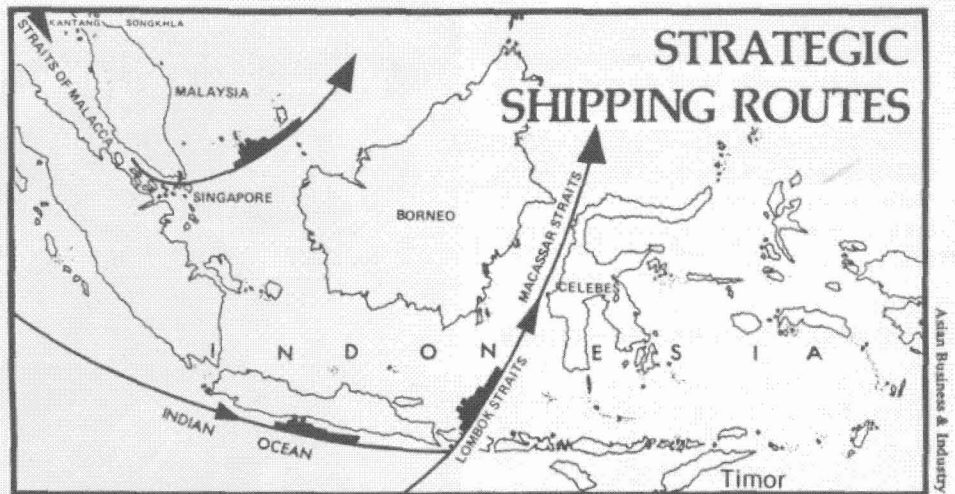 KANTANG
SONGKHLA
STRAITS OF MALACCA
STRATEGIC
SHIPPING ROUTES
MALAYSIA
SINGAPORE
BORNEO
MACASSAR STRAITS
CELEBES
INDONESIA
LOMBOK STRAITS
INDIAN
OCEAN
Timor
Asian Business & Industry